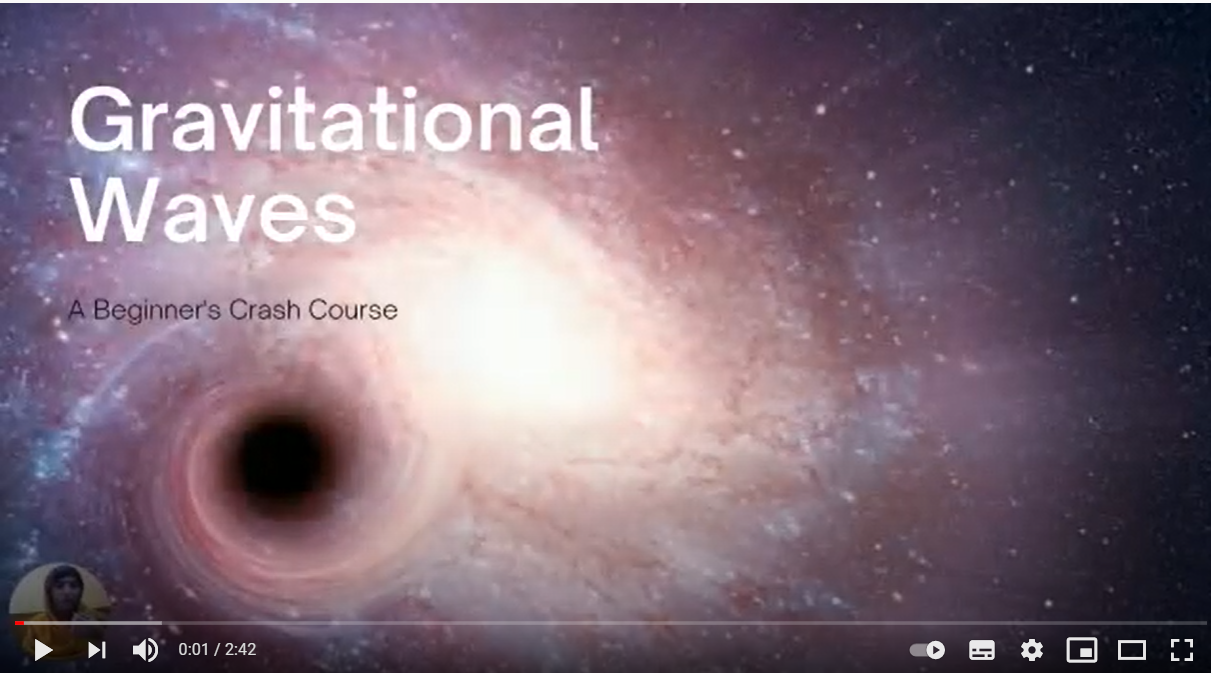 Gravitational
Waves
A Beginner's Crash Course
0:01 / 2:42